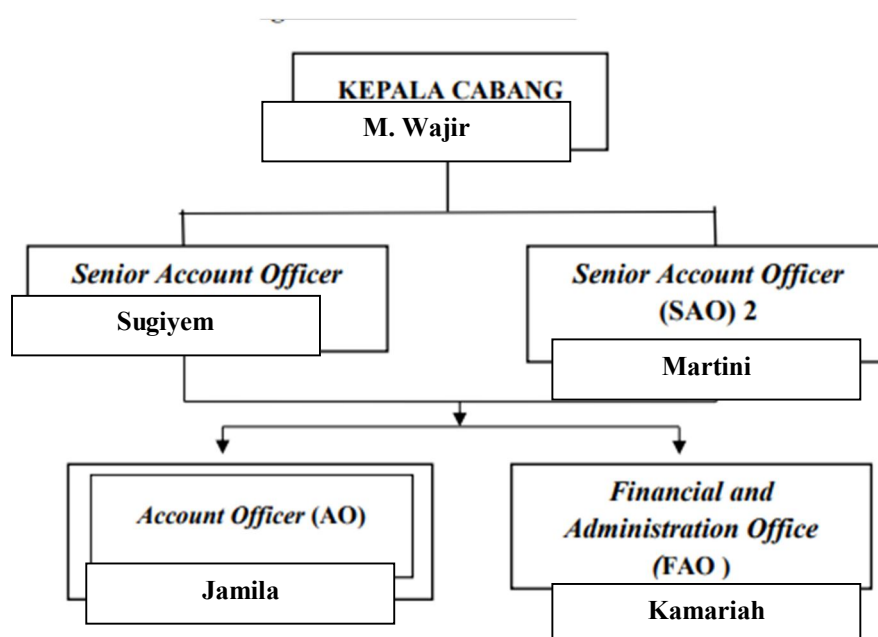 KEPALA CABANG
M. Wajir
Senior Account Officer
Sugiyem
Senior Account Officer
(SAO) 2
Martini
Account Officer (AO)
Jamila
Financial and
Administration Office
(FAO )
Kamariah